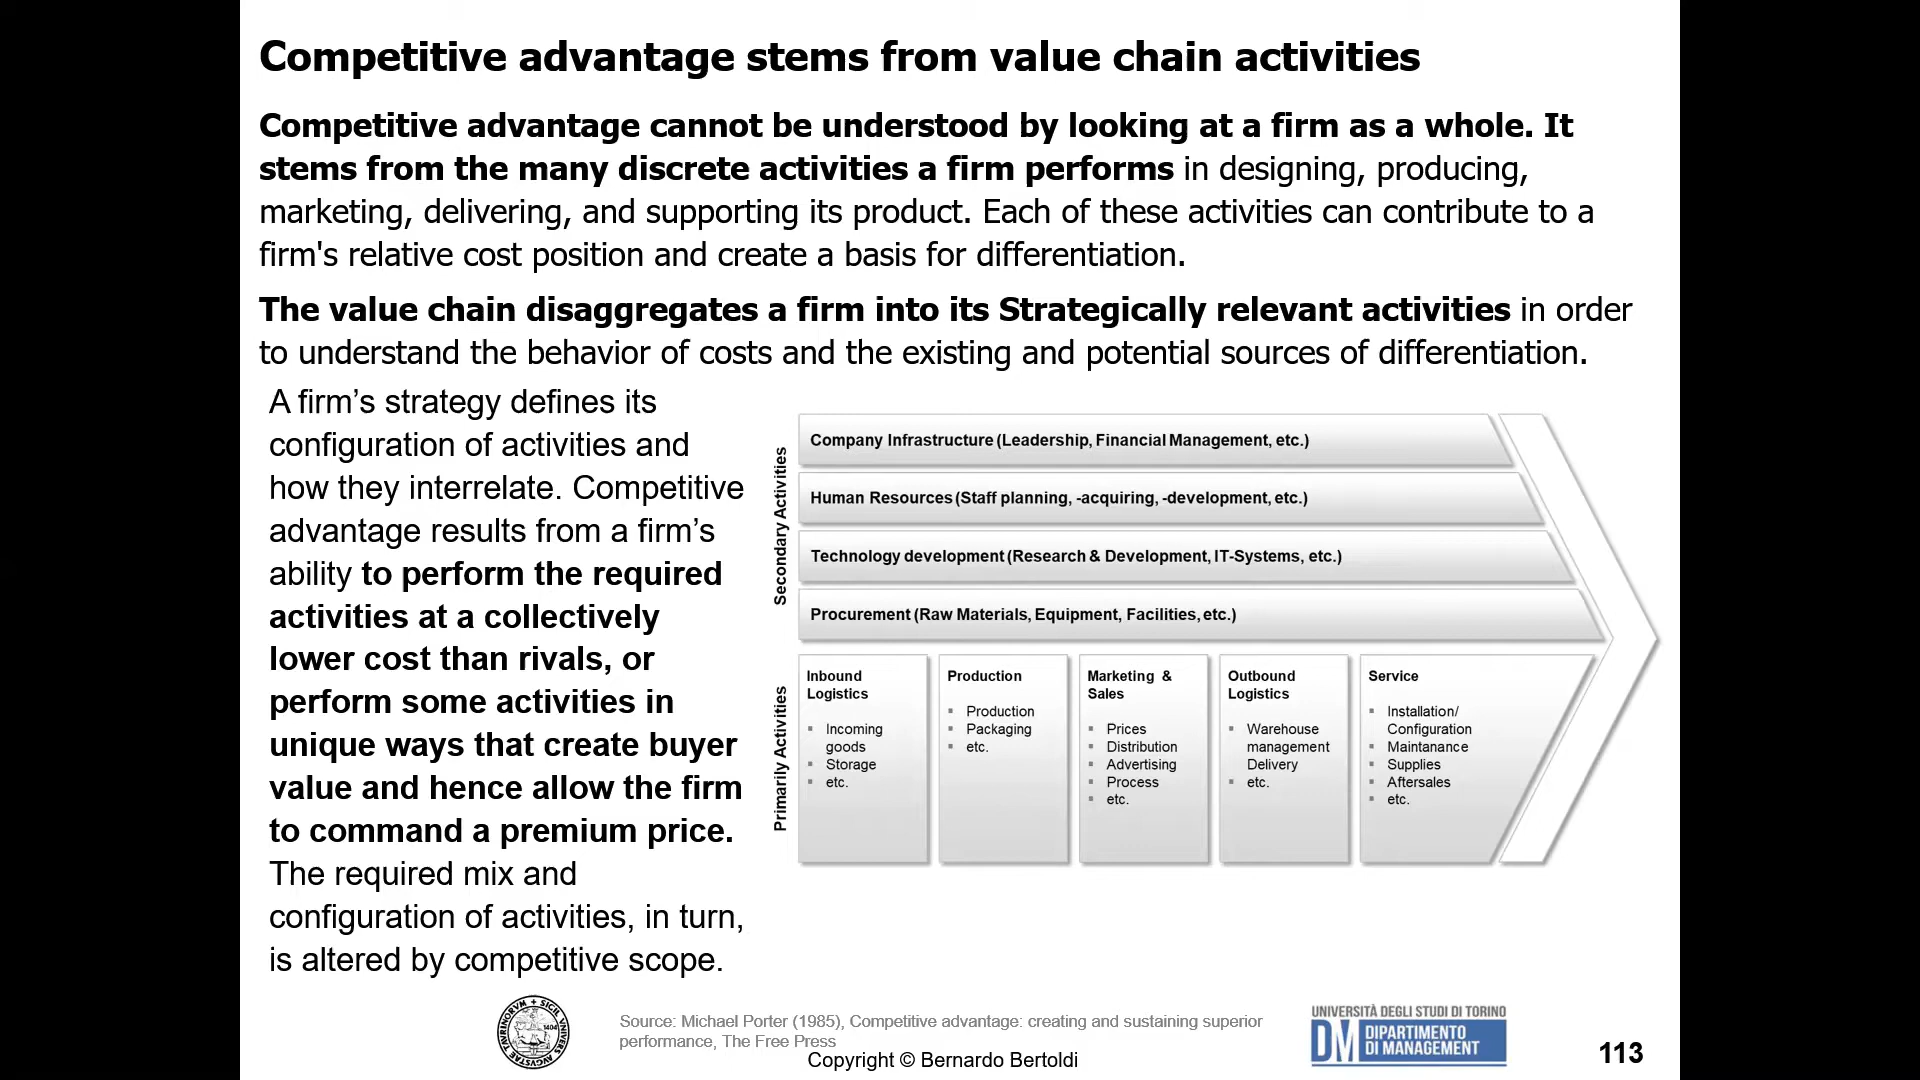 Competitive advantage stems from value chain activities
Competitive advantage cannot be understood by looking at a firm as a whole. It
stems from the many discrete activities a firm performs in designing, producing,
marketing, delivering, and supporting its product. Each of these activities can contribute to a
firm's relative cost position and create a basis for differentiation.
The value chain disaggregates a firm into its Strategically relevant activities in order
to understand the behavior of costs and the existing and potential sources of differentiation.
A firm’s strategy defines its
configuration of activities and
how they interrelate. Competitive
advantage results from a firm’s
ability to perform the required
activities at a collectively
lower cost than rivals, or
perform some activities in
unique ways that create buyer
value and hence allow the firm
to command a premium price.
The required mix and
configuration of activities, in turn,
is altered by competitive scope.
Secondary Activities
Company Infrastructure (Leadership, Financial Management, etc.)
Human Resources (Staff planning, -acquiring, -development, etc.)
Technology development (Research & Development, IT-Systems, etc.)
Procurement (Raw Materials, Equipment, Facilities, etc.)
Primarily Activities
Inbound
Logistics
▪ Incoming
goods
▪ Storage
▪ etc.
Production
▪ Production
▪ Packaging
▪ etc.
Marketing &
Sales
▪ Prices
▪ Distribution
▪ Advertising
▪ Process
▪ etc.
Outbound
Logistics
▪ Warehouse
management
Delivery
▪ etc.
Service
▪ Installation/
Configuration
▪ Maintanance
▪ Supplies
▪ Aftersales
▪ etc.
1404
Source: Michael Porter (1985), Competitive advantage: creating and sustaining superior
performance, The Free Press
Copyright © Bernardo Bertoldi
UNIVERSITÀ DEGLI STUDI DI TORINO
DM DIPARTIMENTO
DI MANAGEMENT
113